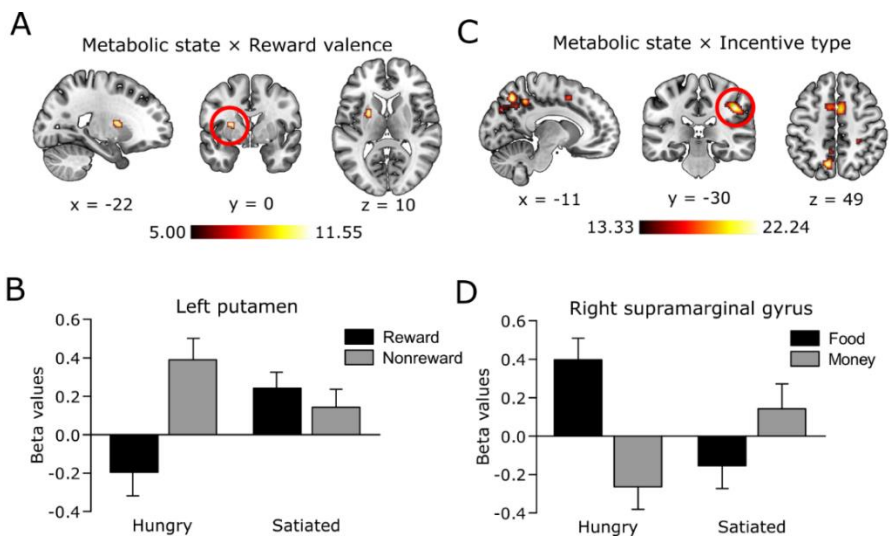 A
Metabolic state × Reward valence
x = -22
y = 0
z = 10
5.00
11.55
C
Metabolic state × Incentive type
x = -11
y = -30
z = 49
13.33
22.24
B
Left putamen
Reward
Nonreward
Beta values
0.6
0.4
0.2
0.0
-0.2
-0.4
Hungry
Satiated
D
Right supramarginal gyrus
Food
Money
Beta values
0.6
0.4
0.2
0.0
-0.2
-0.4
Hungry
Satiated